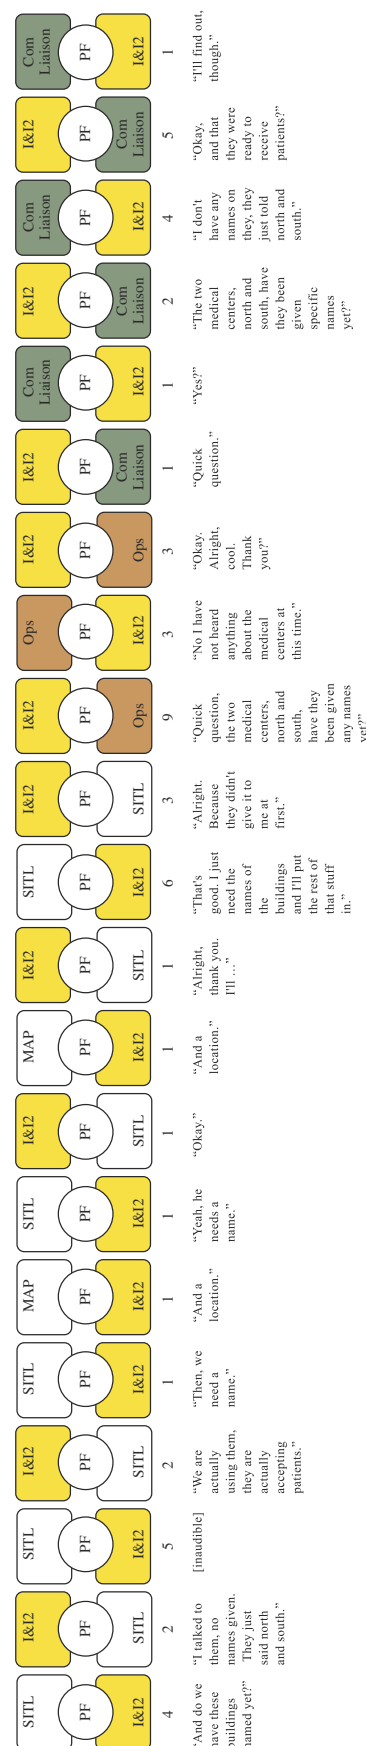 SITL
PF
I&I2
4
“And do we
have these
buildings
named yet?”
I&I2
PF
SITL
2
“I talked to
them, no
names given.
They just
said north
and south.”
SITL
PF
I&I2
5
[inaudible]
I&I2
PF
SITL
2
“We are
actually
using them,
they are
actually
accepting
patients.”
SITL
PF
I&I2
1
“Then, we
need a
name.”
MAP
PF
I&I2
1
“And a
location.”
SITL
PF
I&I2
1
“Yeah, he
needs a
name.”
I&I2
PF
SITL
1
“Okay.”
MAP
PF
I&I2
1
“And a
location.”
I&I2
PF
SITL
1
“Alright,
thank you.
I'll …”
SITL
PF
I&I2
6
“That's
good. I just
need the
names of
the
buildings
and I'll put
the rest of
that stuff
in.”
I&I2
PF
SITL
3
“Alright.
Because
they didn't
give it to
me at
first.”
I&I2
PF
Ops
9
“Quick
question,
the two
medical
centers,
north and
south,
have they
been given
any names
yet?”
Ops
PF
I&I2
3
“No I have
not heard
anything
about the
medical
centers at
this time.”
I&I2
PF
Ops
3
“Okay.
Alright,
cool.
Thank
you?”
I&I2
PF
Com
Liaison
1
“Quick
question.”
Com
Liaison
PF
I&I2
1
“Yes?”
I&I2
PF
Com
Liaison
2
“The two
medical
centers,
north and
south, have
they been
given
specific
names
yet?”
Com
Liaison
PF
I&I2
4
“I don't
have any
names on
they, they
just told
north and
south.”
I&I2
PF
Com
Liaison
5
“Okay,
and that
they were
ready to
receive
patients?”
Com
Liaison
PF
I&I2
1
“I'll find out,
though.”